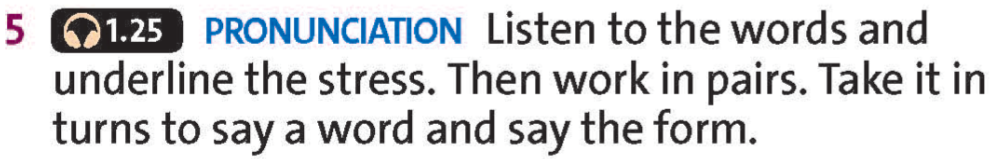 5 1.25 PRONUNCIATION Listen to the words and
underline the stress. Then work in pairs. Take it in
turns to say a word and say the form.